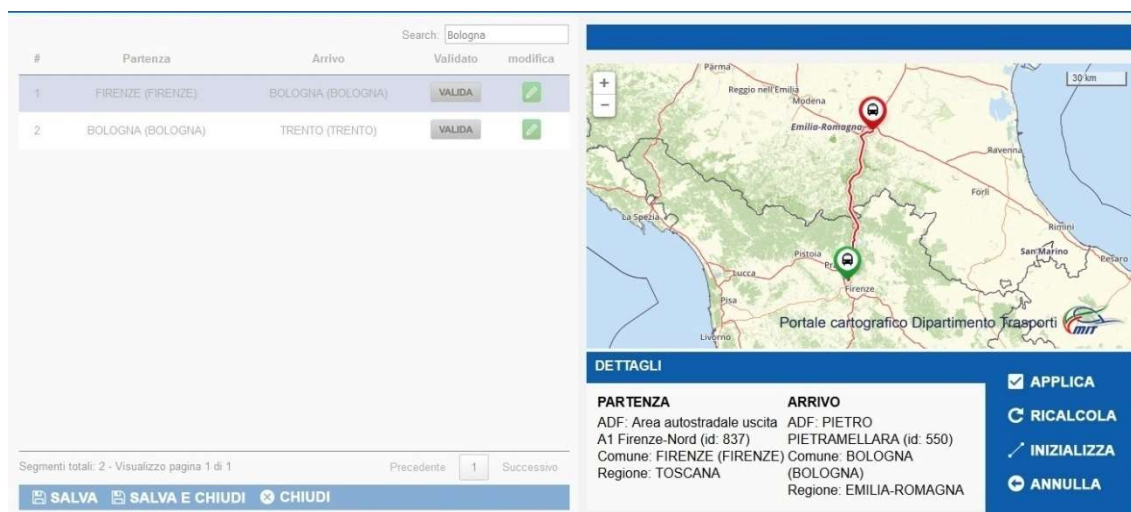 Search: Bologna
# Partenza Arrivo Validato modifica
1 FIRENZE (FIRENZE) BOLOGNA (BOLOGNA) VALIDA
2 BOLOGNA (BOLOGNA) TRENTO (TRENTO) VALIDA
Segmenti totali: 2 - Visualizzo pagina 1 di 1
Precedente 1 Successivo
SALVA SALVA E CHIUDI CHIUDI
+
−
30 km
Parma
Reggio nell'Emilia
Modena
Emilia-Romagna
Ravenna
Forlì
La Spezia
Rimini
Pistoia
San Marino
Pesaro
Lucca
Firenze
Pisa
Livorno
Portale cartografico Dipartimento Trasporti
MIT
DETTAGLI
PARTENZA
ADF: Area autostradale uscita
A1 Firenze-Nord (id: 837)
Comune: FIRENZE (FIRENZE)
Regione: TOSCANA
ARRIVO
ADF: PIETRO
PIETRAMELLARA (id: 550)
Comune: BOLOGNA
(BOLOGNA)
Regione: EMILIA-ROMAGNA
APPLICA
RICALCOLA
INIZIALIZZA
ANNULLA